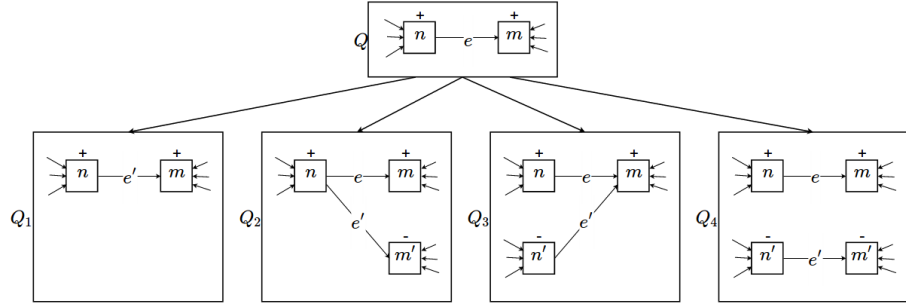 + +
Q n e m
+ +
n e' m
Q₁
+ +
n e m
e'
Q₂
-
m'
+ +
n e m
e'
Q₃
-
n'
+ +
n e m
Q₄
- -
n' e' m'